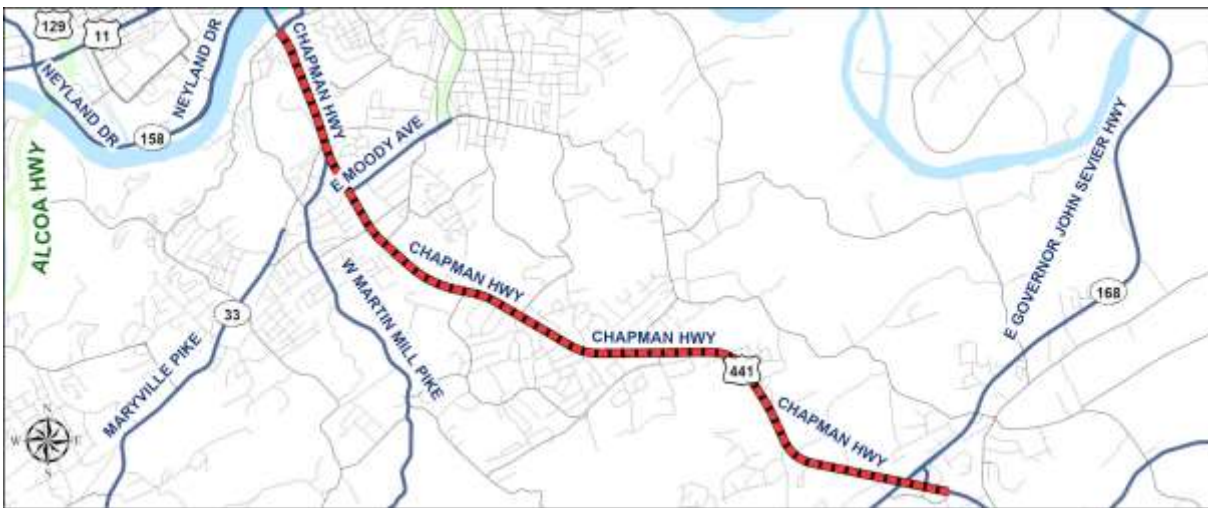 129
11
NEYLAND DR
NEYLAND DR
158
CHAPMAN HWY
E MOODY AVE
ALCOA HWY
E GOVERNOR JOHN SEVIER HWY
168
CHAPMAN HWY
W MARTIN MILL PIKE
33
MARYVILLE PIKE
CHAPMAN HWY
441
CHAPMAN HWY
N
W
E
S